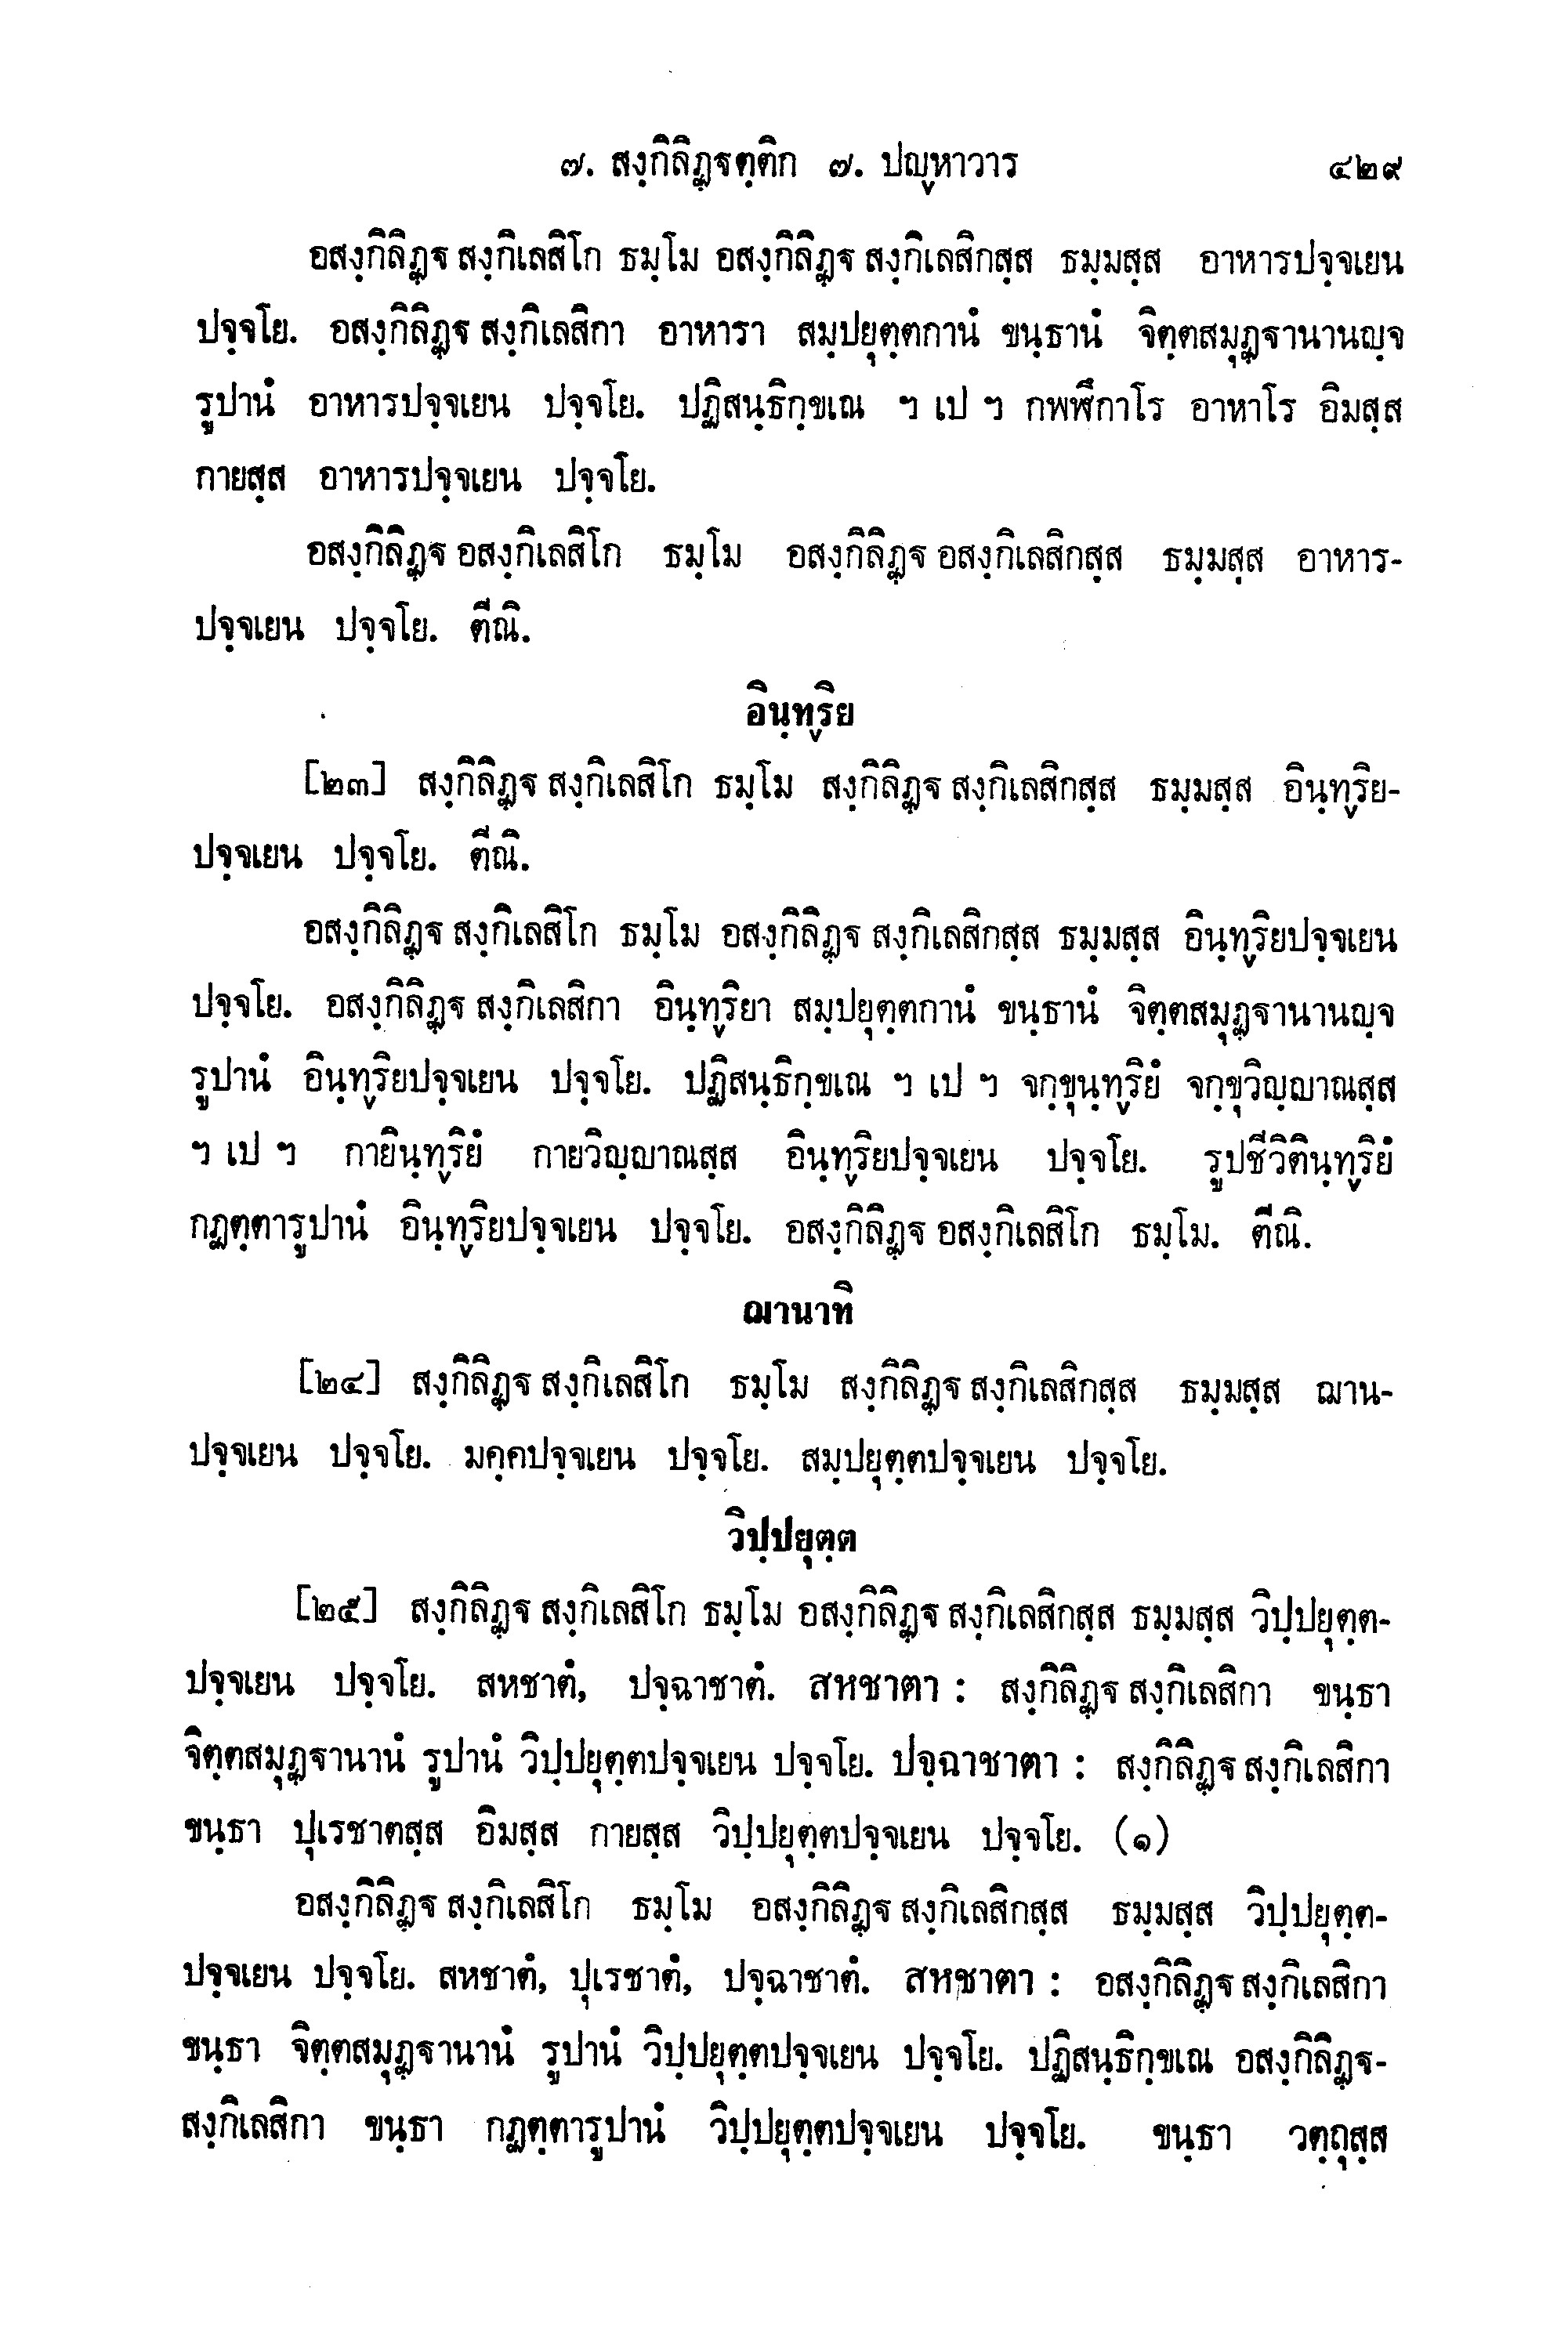 ๗. สงฺกิลิฏฺฐตฺติก ๗. ปญฺหาวาร ๔๒๙
อสงฺกิลิฏฺฐ สงฺกิเลสิโก ธมฺโม อสงฺกิลิฏฺฐ สงฺกิเลสิกสฺส ธมฺมสฺส อาหารปจฺจเยน
ปจฺจโย. อสงฺกิลิฏฺฐ สงฺกิเลสิกา อาหารา สมฺปยุตฺตกานํ ขนฺธานํ จิตฺตสมุฏฺฐานานญฺจ
รูปานํ อาหารปจฺจเยน ปจฺจโย. ปฏิสนฺธิกฺขเณ ฯ เป ฯ กพฬึกาโร อาหาโร อิมสฺส
กายสฺส อาหารปจฺจเยน ปจฺจโย.
อสงฺกิลิฏฺฐ อสงฺกิเลสิโก ธมฺโม อสงฺกิลิฏฺฐ อสงฺกิเลสิกสฺส ธมฺมสฺส อาหาร-
ปจฺจเยน ปจฺจโย. ตีณิ.
อินฺทฺริย
[๒๓] สงฺกิลิฏฺฐ สงฺกิเลสิโก ธมฺโม สงฺกิลิฏฺฐ สงฺกิเลสิกสฺส ธมฺมสฺส อินฺทฺริย-
ปจฺจเยน ปจฺจโย. ตีณิ.
อสงฺกิลิฏฺฐ สงฺกิเลสิโก ธมฺโม อสงฺกิลิฏฺฐ สงฺกิเลสิกสฺส ธมฺมสฺส อินฺทฺริยปจฺจเยน
ปจฺจโย. อสงฺกิลิฏฺฐ สงฺกิเลสิกา อินฺทฺริยา สมฺปยุตฺตกานํ ขนฺธานํ จิตฺตสมุฏฺฐานานญฺจ
รูปานํ อินฺทฺริยปจฺจเยน ปจฺจโย. ปฏิสนฺธิกฺขเณ ฯ เป ฯ จกฺขุนฺทฺริยํ จกฺขุวิญฺญาณสฺส
ฯ เป ฯ กายินฺทฺริยํ กายวิญฺญาณสฺส อินฺทฺริยปจฺจเยน ปจฺจโย. รูปชีวิตินฺทฺริยํ
กฏตฺตารูปานํ อินฺทฺริยปจฺจเยน ปจฺจโย. อสงฺกิลิฏฺฐ อสงฺกิเลสิโก ธมฺโม. ตีณิ.
ฌานาทิ
[๒๔] สงฺกิลิฏฺฐ สงฺกิเลสิโก ธมฺโม สงฺกิลิฏฺฐ สงฺกิเลสิกสฺส ธมฺมสฺส ฌาน-
ปจฺจเยน ปจฺจโย. มคฺคปจฺจเยน ปจฺจโย. สมฺปยุตฺตปจฺจเยน ปจฺจโย.
วิปฺปยุตฺต
[๒๕] สงฺกิลิฏฺฐ สงฺกิเลสิโก ธมฺโม อสงฺกิลิฏฺฐ สงฺกิเลสิกสฺส ธมฺมสฺส วิปฺปยุตฺต-
ปจฺจเยน ปจฺจโย. สหชาตํ, ปจฺฉาชาตํ. สหชาตา : สงฺกิลิฏฺฐ สงฺกิเลสิกา ขนฺธา
จิตฺตสมุฏฺฐานานํ รูปานํ วิปฺปยุตฺตปจฺจเยน ปจฺจโย. ปจฺฉาชาตา : สงฺกิลิฏฺฐ สงฺกิเลสิกา
ขนฺธา ปุเรชาตสฺส อิมสฺส กายสฺส วิปฺปยุตฺตปจฺจเยน ปจฺจโย. (๑)
อสงฺกิลิฏฺฐ สงฺกิเลสิโก ธมฺโม อสงฺกิลิฏฺฐ สงฺกิเลสิกสฺส ธมฺมสฺส วิปฺปยุตฺต-
ปจฺจเยน ปจฺจโย. สหชาตํ, ปุเรชาตํ, ปจฺฉาชาตํ. สหชาตา : อสงฺกิลิฏฺฐ สงฺกิเลสิกา
ขนฺธา จิตฺตสมุฏฺฐานานํ รูปานํ วิปฺปยุตฺตปจฺจเยน ปจฺจโย. ปฏิสนฺธิกฺขเณ อสงฺกิลิฏฺฐ-
สงฺกิเลสิกา ขนฺธา กฏตฺตารูปานํ วิปฺปยุตฺตปจฺจเยน ปจฺจโย. ขนฺธา วตฺถุสฺส